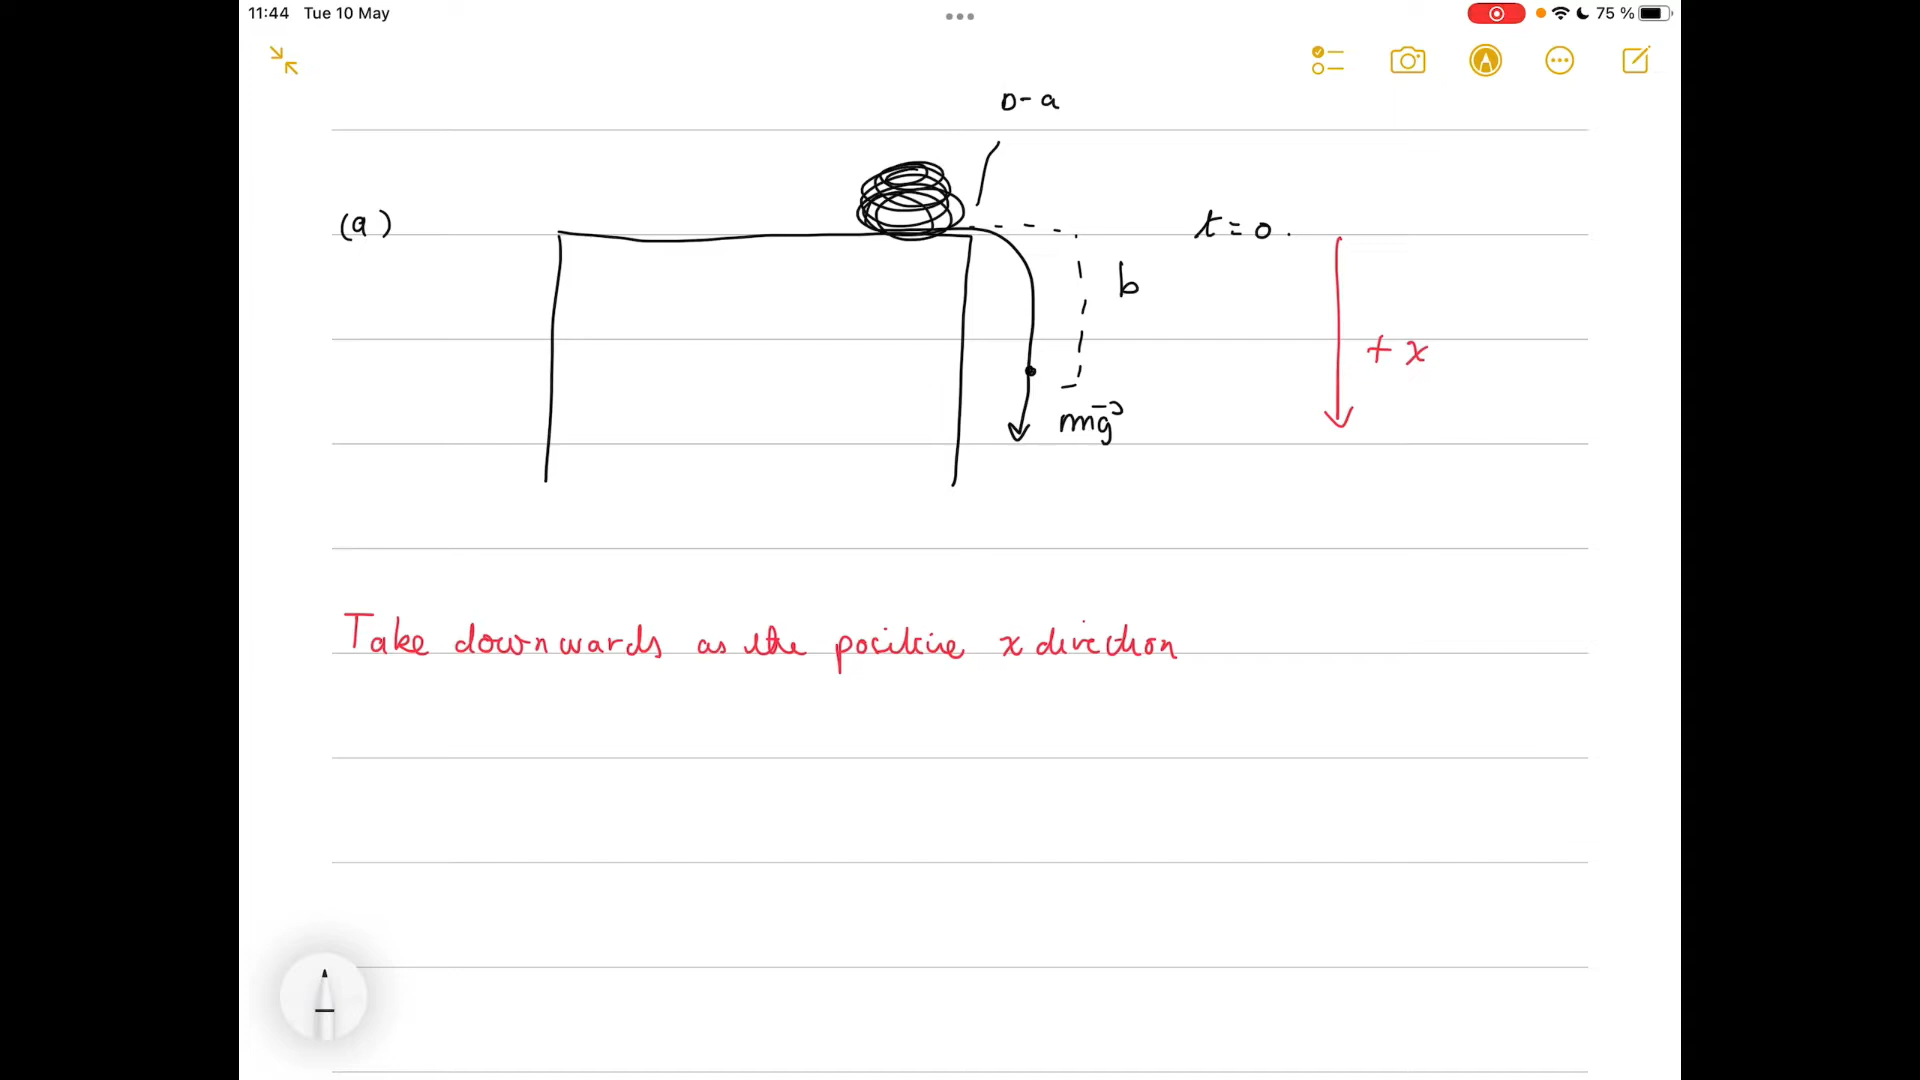 11:44 Tue 10 May
75 %
0-a
(a)
t=0.
b
+ x
mg
Take downwards as the positive x direction